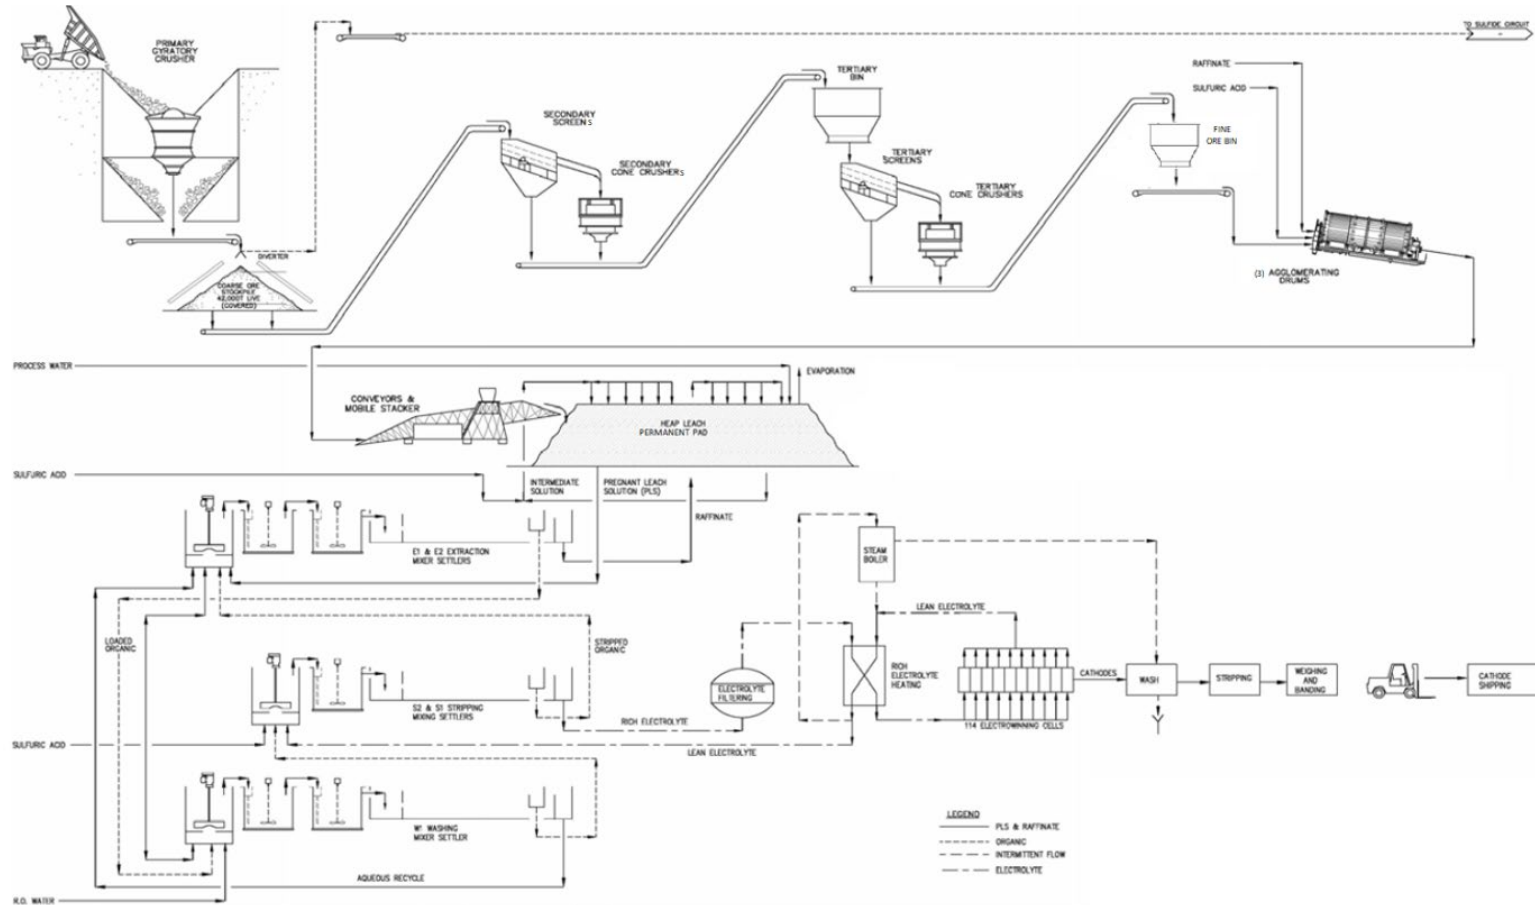 TO SULFIDE CIRCUIT
PRIMARY
GYRATORY
CRUSHER
RAFFINATE
SULFURIC ACID
TERTIARY
BIN
SECONDARY
SCREENS
SECONDARY
CONE CRUSHERS
TERTIARY
SCREENS
TERTIARY
CONE CRUSHERS
FINE
ORE BIN
DIVERTER
COARSE ORE
STOCKPILE
42,000T LIVE
(COVERED)
(3) AGGLOMERATING
DRUMS
PROCESS WATER
EVAPORATION
CONVEYORS &
MOBILE STACKER
HEAP LEACH
PERMANENT PAD
SULFURIC ACID
INTERMEDIATE
SOLUTION
PREGNANT LEACH
SOLUTION (PLS)
RAFFINATE
E1 & E2 EXTRACTION
MIXER SETTLERS
STEAM
BOILER
LEAN ELECTROLYTE
LOADED
ORGANIC
STRIPPED
ORGANIC
RICH
ELECTROLYTE
HEATING
CATHODES
WASH
STRIPPING
WEIGHING
AND
BANDING
CATHODE
SHIPPING
ELECTROLYTE
FILTERING
S2 & S1 STRIPPING
MIXING SETTLERS
RICH ELECTROLYTE
114 ELECTROWINNING CELLS
SULFURIC ACID
LEAN ELECTROLYTE
W1 WASHING
MIXER SETTLER
AQUEOUS RECYCLE
R.O. WATER
LEGEND
PLS & RAFFINATE
ORGANIC
INTERMITTENT FLOW
ELECTROLYTE